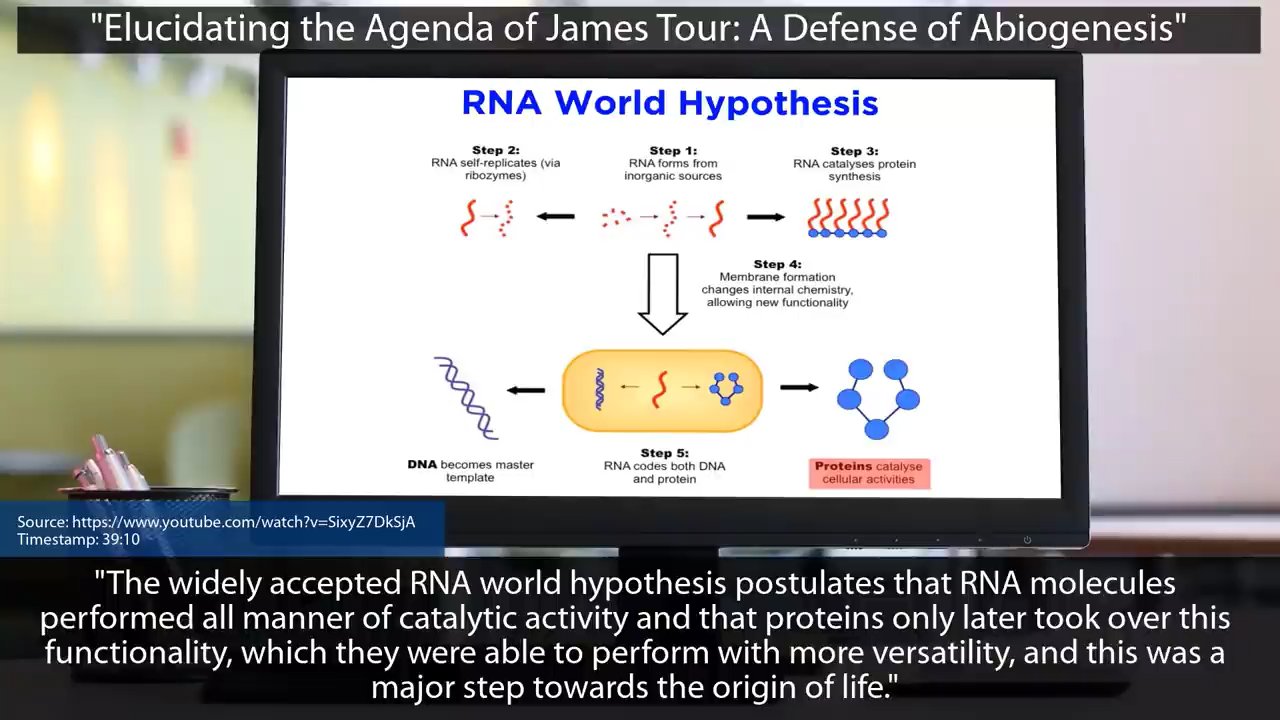 "Elucidating the Agenda of James Tour: A Defense of Abiogenesis"
RNA World Hypothesis
Step 2:
RNA self-replicates (via
ribozymes)
Step 1:
RNA forms from
inorganic sources
Step 3:
RNA catalyses protein
synthesis
Step 4:
Membrane formation
changes internal chemistry,
allowing new functionality
DNA becomes master
template
Step 5:
RNA codes both DNA
and protein
Proteins catalyse
cellular activities
Source: https://www.youtube.com/watch?v=SixyZ7DkSjA
Timestamp: 39:10
"The widely accepted RNA world hypothesis postulates that RNA molecules
performed all manner of catalytic activity and that proteins only later took over this
functionality, which they were able to perform with more versatility, and this was a
major step towards the origin of life."